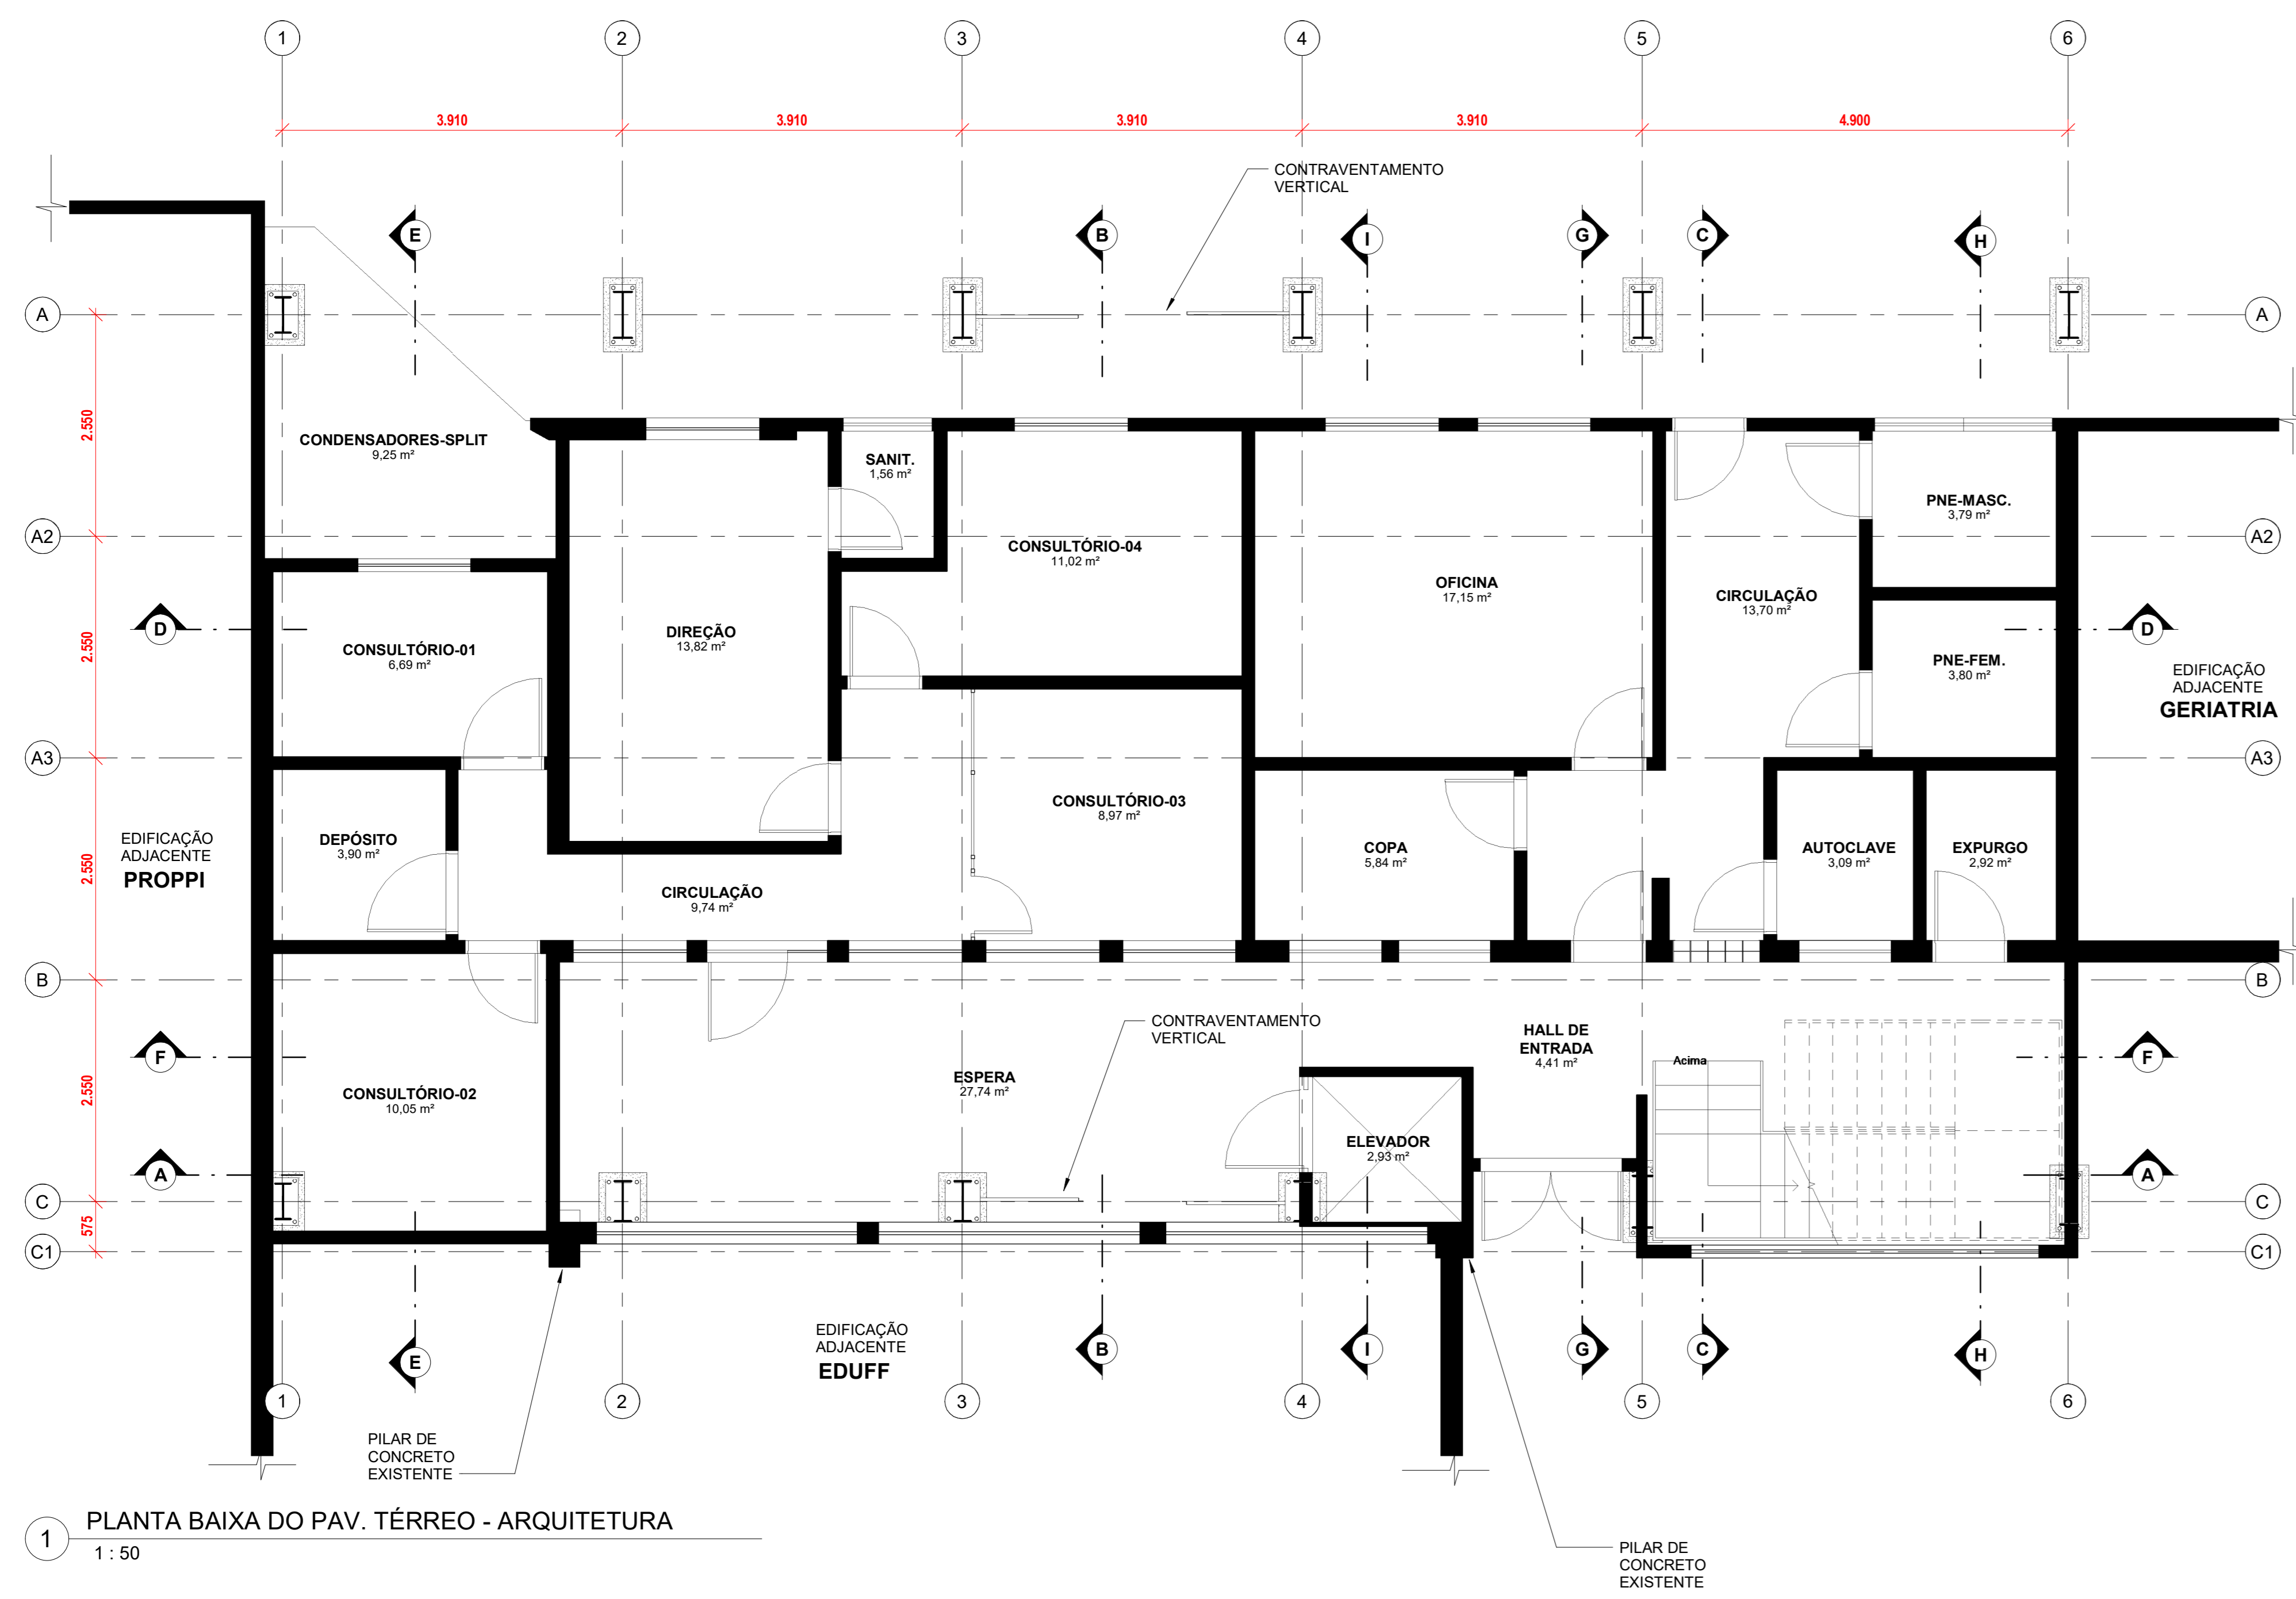 1 2 3 4 5 6
3.910 3.910 3.910 3.910 4.900
CONTRAVENTAMENTO
VERTICAL
E B I G C H
A A
2.550
CONDENSADORES-SPLIT
9,25 m²
SANIT.
1,56 m²
PNE-MASC.
3,79 m²
A2 A2
CONSULTÓRIO-04
11,02 m²
OFICINA
17,15 m²
CIRCULAÇÃO
13,70 m²
2.550
D D
DIREÇÃO
13,82 m²
CONSULTÓRIO-01
6,69 m²
PNE-FEM.
3,80 m²
EDIFICAÇÃO
ADJACENTE
GERIATRIA
A3 A3
CONSULTÓRIO-03
8,97 m²
EDIFICAÇÃO
ADJACENTE
PROPPI
2.550
DEPÓSITO
3,90 m²
COPA
5,84 m²
AUTOCLAVE
3,09 m²
EXPURGO
2,92 m²
CIRCULAÇÃO
9,74 m²
B B
CONTRAVENTAMENTO
VERTICAL
HALL DE
ENTRADA
4,41 m²
F F
Acima
2.550
CONSULTÓRIO-02
10,05 m²
ESPERA
27,74 m²
ELEVADOR
2,93 m²
A A
C C
575
C1 C1
EDIFICAÇÃO
ADJACENTE
EDUFF
E B I G C H
1 2 3 4 5 6
PILAR DE
CONCRETO
EXISTENTE
1 PLANTA BAIXA DO PAV. TÉRREO - ARQUITETURA
1 : 50
PILAR DE
CONCRETO
EXISTENTE